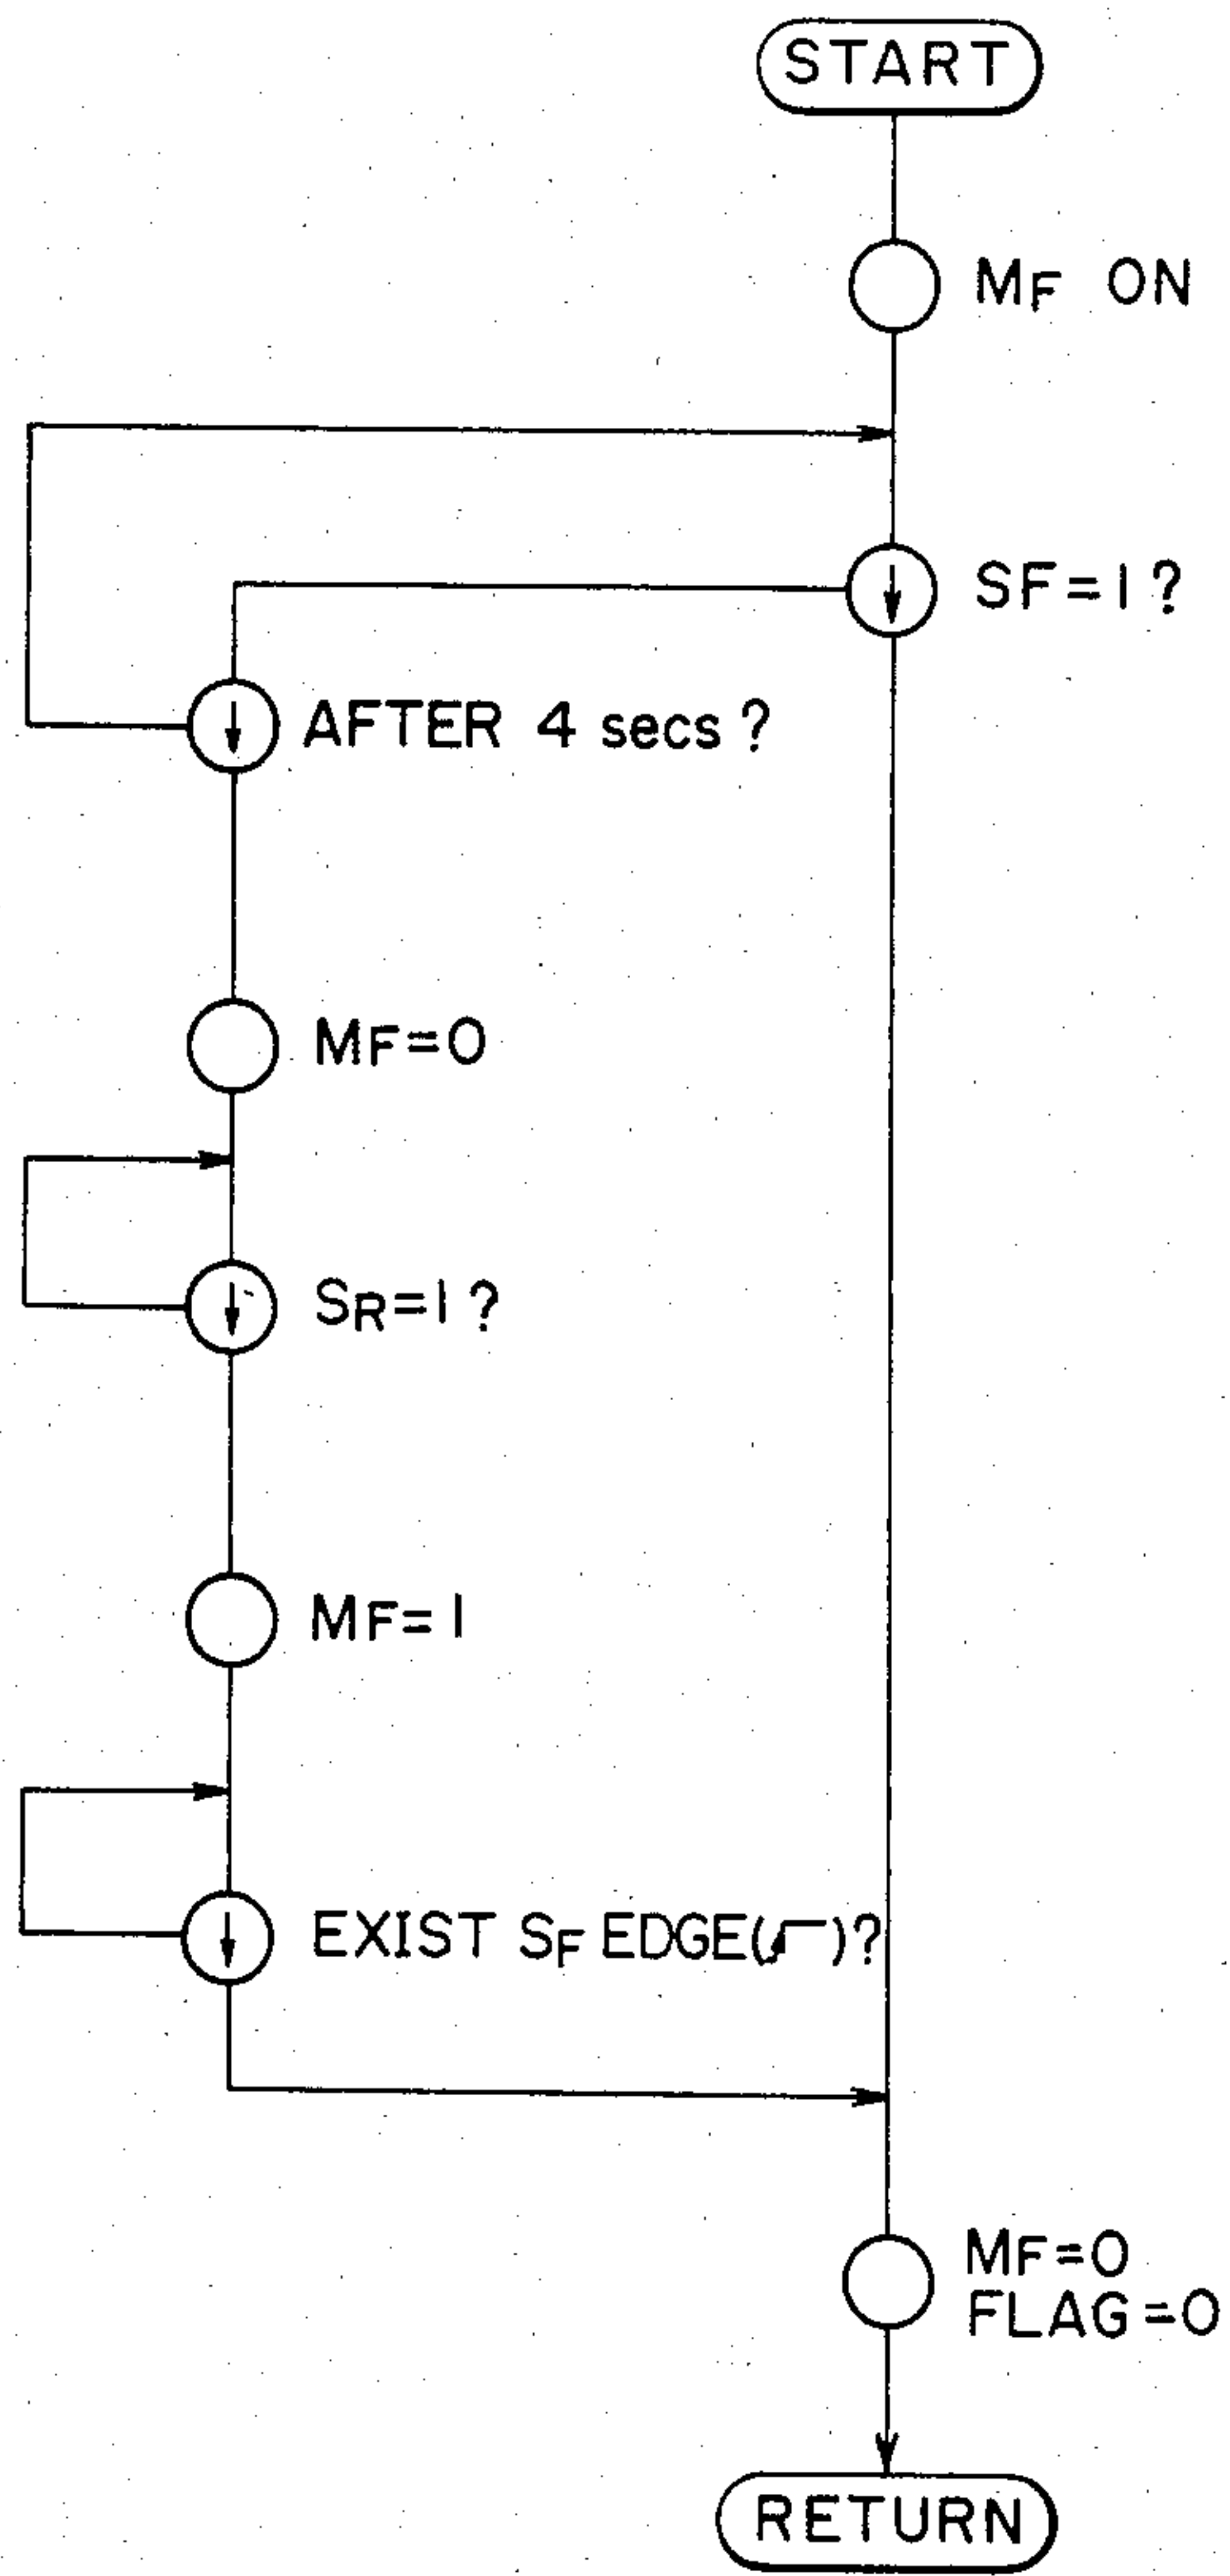 START
MF ON
SF=1?
AFTER 4 secs?
MF=0
SR=1?
MF=1
EXIST SF EDGE( )?
MF=0
FLAG=0
RETURN